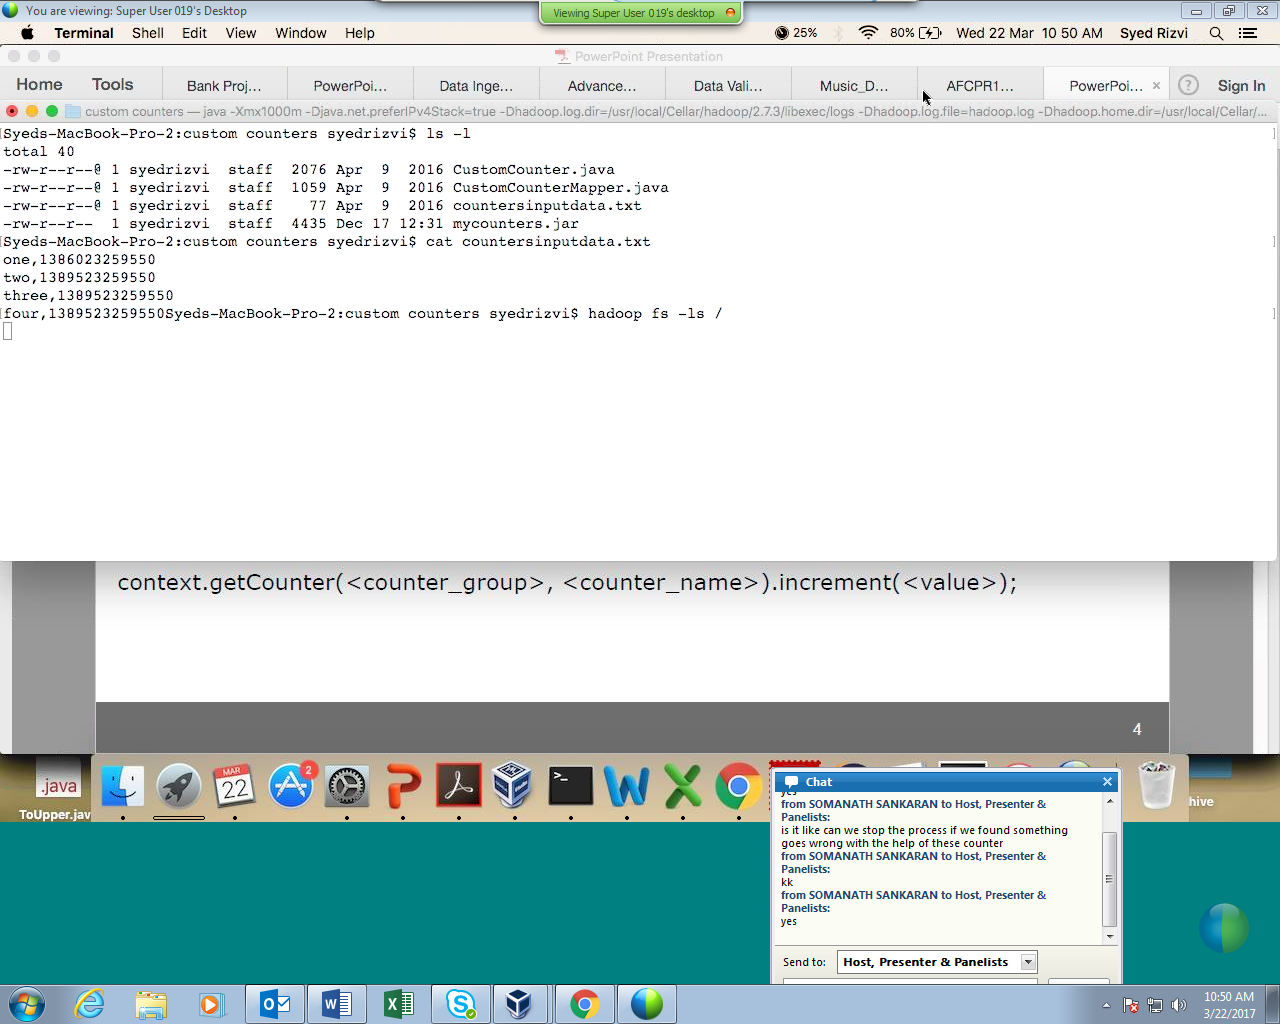 You are viewing: Super User 019's Desktop
Viewing Super User 019's desktop
Terminal Shell Edit View Window Help 25% 80% Wed 22 Mar 10 50 AM Syed Rizvi
PowerPoint Presentation
Home Tools Bank Proj... PowerPoi... Data Inge... Advance... Data Vali... Music_D... AFCPR1... PowerPoi... × ? Sign In
custom counters — java -Xmx1000m -Djava.net.preferIPv4Stack=true -Dhadoop.log.dir=/usr/local/Cellar/hadoop/2.7.3/libexec/logs -Dhadoop.log.file=hadoop.log -Dhadoop.home.dir=/usr/local/Cellar/...
[Syeds-MacBook-Pro-2:custom counters syedrizvi$ ls -l ]
total 40
-rw-r--r--@ 1 syedrizvi staff 2076 Apr 9 2016 CustomCounter.java
-rw-r--r--@ 1 syedrizvi staff 1059 Apr 9 2016 CustomCounterMapper.java
-rw-r--r--@ 1 syedrizvi staff 77 Apr 9 2016 countersinputdata.txt
-rw-r--r-- 1 syedrizvi staff 4435 Dec 17 12:31 mycounters.jar
[Syeds-MacBook-Pro-2:custom counters syedrizvi$ cat countersinputdata.txt ]
one,1386023259550
two,1389523259550
three,1389523259550
[four,1389523259550Syeds-MacBook-Pro-2:custom counters syedrizvi$ hadoop fs -ls / ]
context.getCounter(<counter_group>, <counter_name>).increment(<value>);
4
.java
ToUpper.jav
MAR
22
2
hive
Chat
yes
from SOMANATH SANKARAN to Host, Presenter &
Panelists:
is it like can we stop the process if we found something
goes wrong with the help of these counter
from SOMANATH SANKARAN to Host, Presenter &
Panelists:
kk
from SOMANATH SANKARAN to Host, Presenter &
Panelists:
yes
Send to: Host, Presenter & Panelists
10:50 AM
3/22/2017